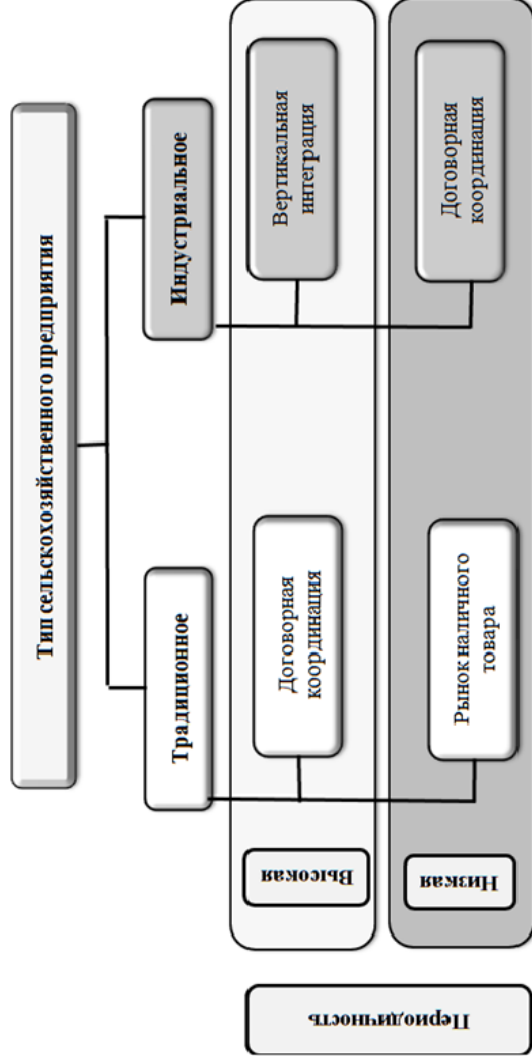 Тип сельскохозяйственного предприятия
Традиционное
Индустриальное
Периодичность
Высокая
Договорная
координация
Вертикальная
интеграция
Низкая
Рынок наличного
товара
Договорная
координация